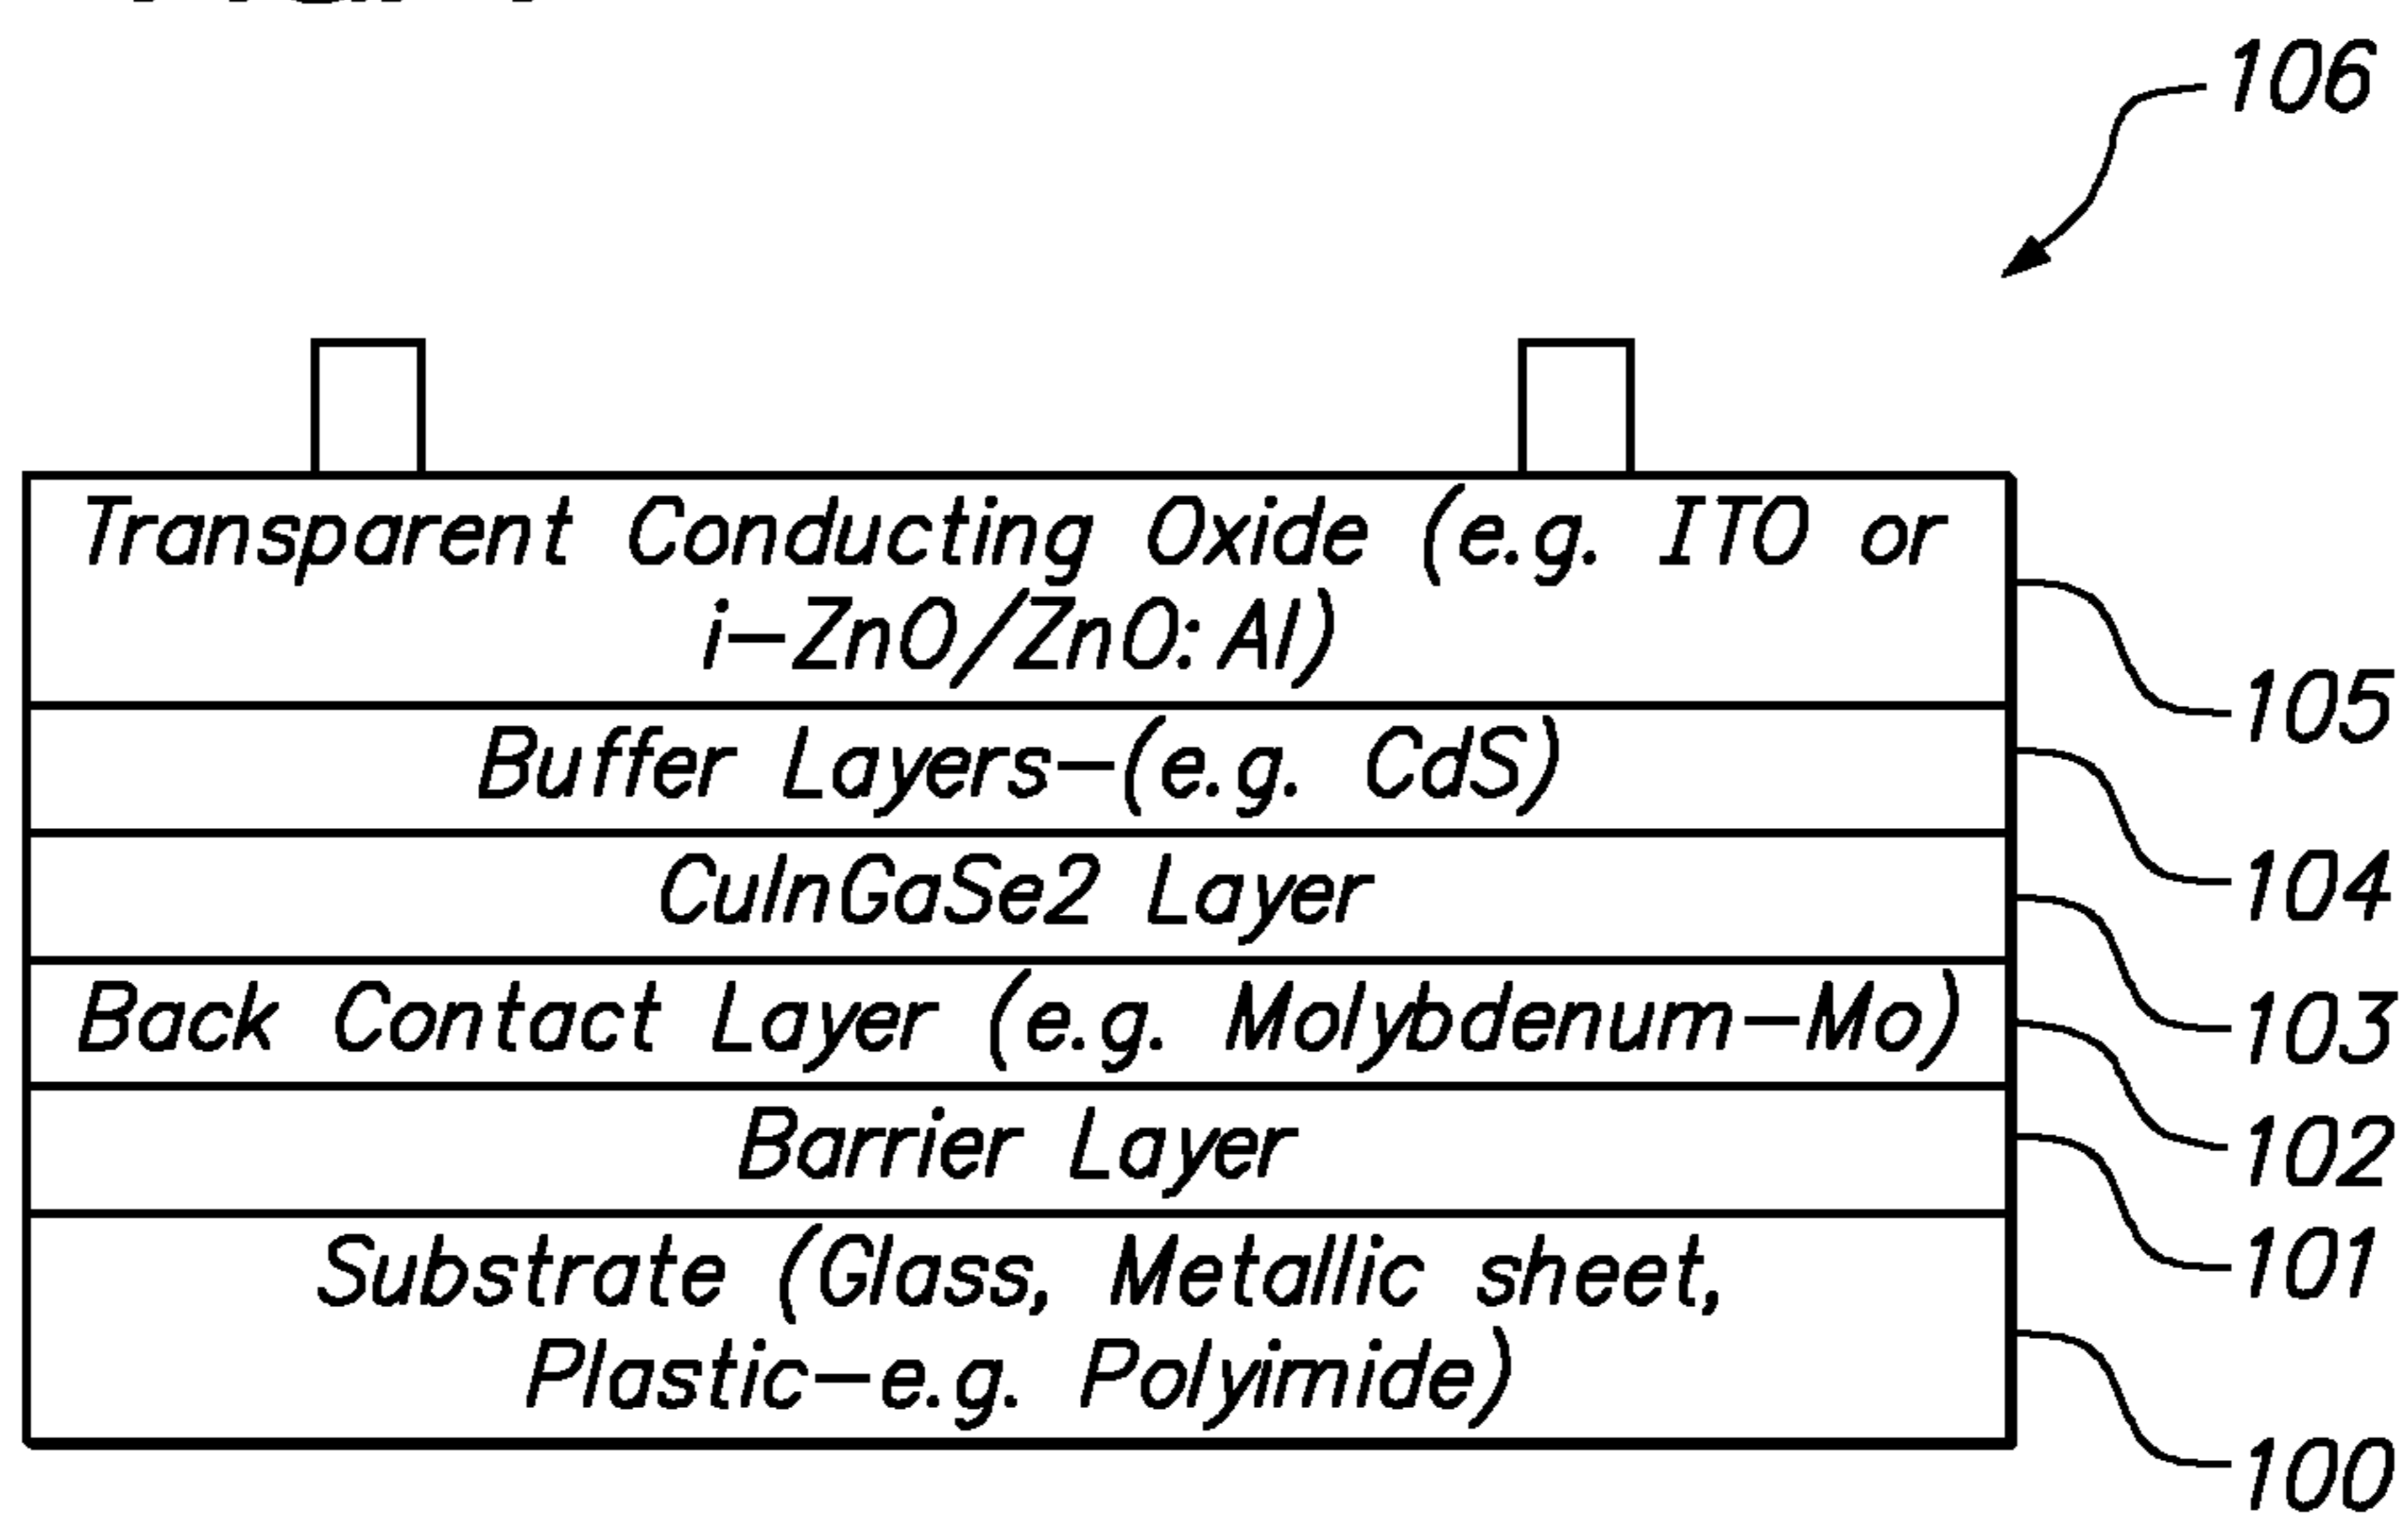 106
Transparent Conducting Oxide (e.g. ITO or
i-ZnO/ZnO:Al)
105
Buffer Layers-(e.g. CdS)
104
CuInGaSe2 Layer
103
Back Contact Layer (e.g. Molybdenum-Mo)
102
Barrier Layer
101
Substrate (Glass, Metallic sheet,
Plastic-e.g. Polyimide)
100